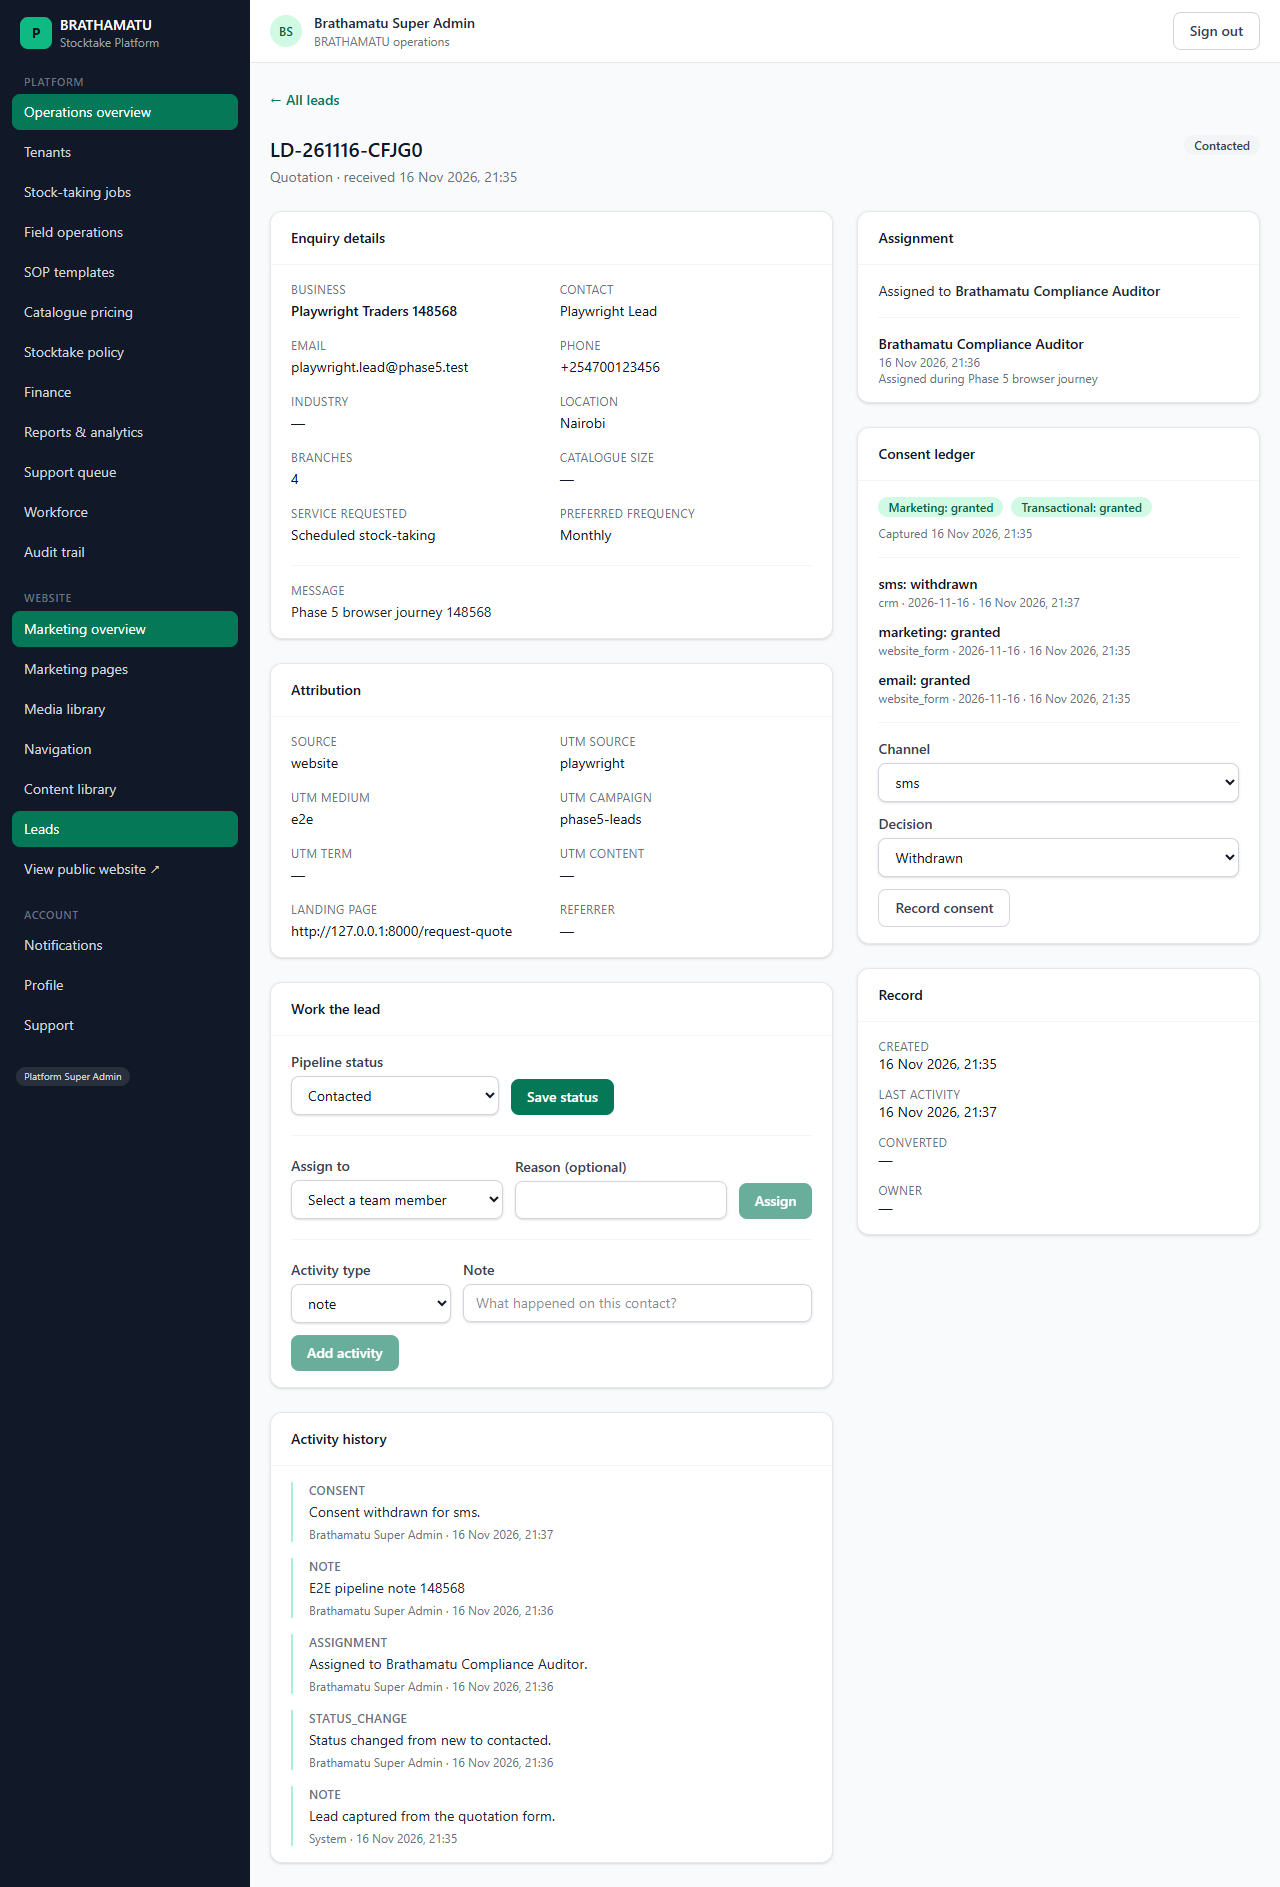 P
BRATHAMATU
Stocktake Platform
PLATFORM
Operations overview
Tenants
Stock-taking jobs
Field operations
SOP templates
Catalogue pricing
Stocktake policy
Finance
Reports & analytics
Support queue
Workforce
Audit trail
WEBSITE
Marketing overview
Marketing pages
Media library
Navigation
Content library
Leads
View public website ↗
ACCOUNT
Notifications
Profile
Support
Platform Super Admin
BS
Brathamatu Super Admin
BRATHAMATU operations
Sign out
← All leads
LD-261116-CFJG0
Quotation · received 16 Nov 2026, 21:35
Contacted
Enquiry details
BUSINESS
Playwright Traders 148568
CONTACT
Playwright Lead
EMAIL
playwright.lead@phase5.test
PHONE
+254700123456
INDUSTRY
—
LOCATION
Nairobi
BRANCHES
4
CATALOGUE SIZE
—
SERVICE REQUESTED
Scheduled stock-taking
PREFERRED FREQUENCY
Monthly
MESSAGE
Phase 5 browser journey 148568
Attribution
SOURCE
website
UTM SOURCE
playwright
UTM MEDIUM
e2e
UTM CAMPAIGN
phase5-leads
UTM TERM
—
UTM CONTENT
—
LANDING PAGE
http://127.0.0.1:8000/request-quote
REFERRER
—
Work the lead
Pipeline status
Contacted
Save status
Assign to
Select a team member
Reason (optional)
Assign
Activity type
note
Note
What happened on this contact?
Add activity
Activity history
CONSENT
Consent withdrawn for sms.
Brathamatu Super Admin · 16 Nov 2026, 21:37
NOTE
E2E pipeline note 148568
Brathamatu Super Admin · 16 Nov 2026, 21:36
ASSIGNMENT
Assigned to Brathamatu Compliance Auditor.
Brathamatu Super Admin · 16 Nov 2026, 21:36
STATUS_CHANGE
Status changed from new to contacted.
Brathamatu Super Admin · 16 Nov 2026, 21:36
NOTE
Lead captured from the quotation form.
System · 16 Nov 2026, 21:35
Assignment
Assigned to Brathamatu Compliance Auditor
Brathamatu Compliance Auditor
16 Nov 2026, 21:36
Assigned during Phase 5 browser journey
Consent ledger
Marketing: granted
Transactional: granted
Captured 16 Nov 2026, 21:35
sms: withdrawn
crm · 2026-11-16 · 16 Nov 2026, 21:37
marketing: granted
website_form · 2026-11-16 · 16 Nov 2026, 21:35
email: granted
website_form · 2026-11-16 · 16 Nov 2026, 21:35
Channel
sms
Decision
Withdrawn
Record consent
Record
CREATED
16 Nov 2026, 21:35
LAST ACTIVITY
16 Nov 2026, 21:37
CONVERTED
—
OWNER
—